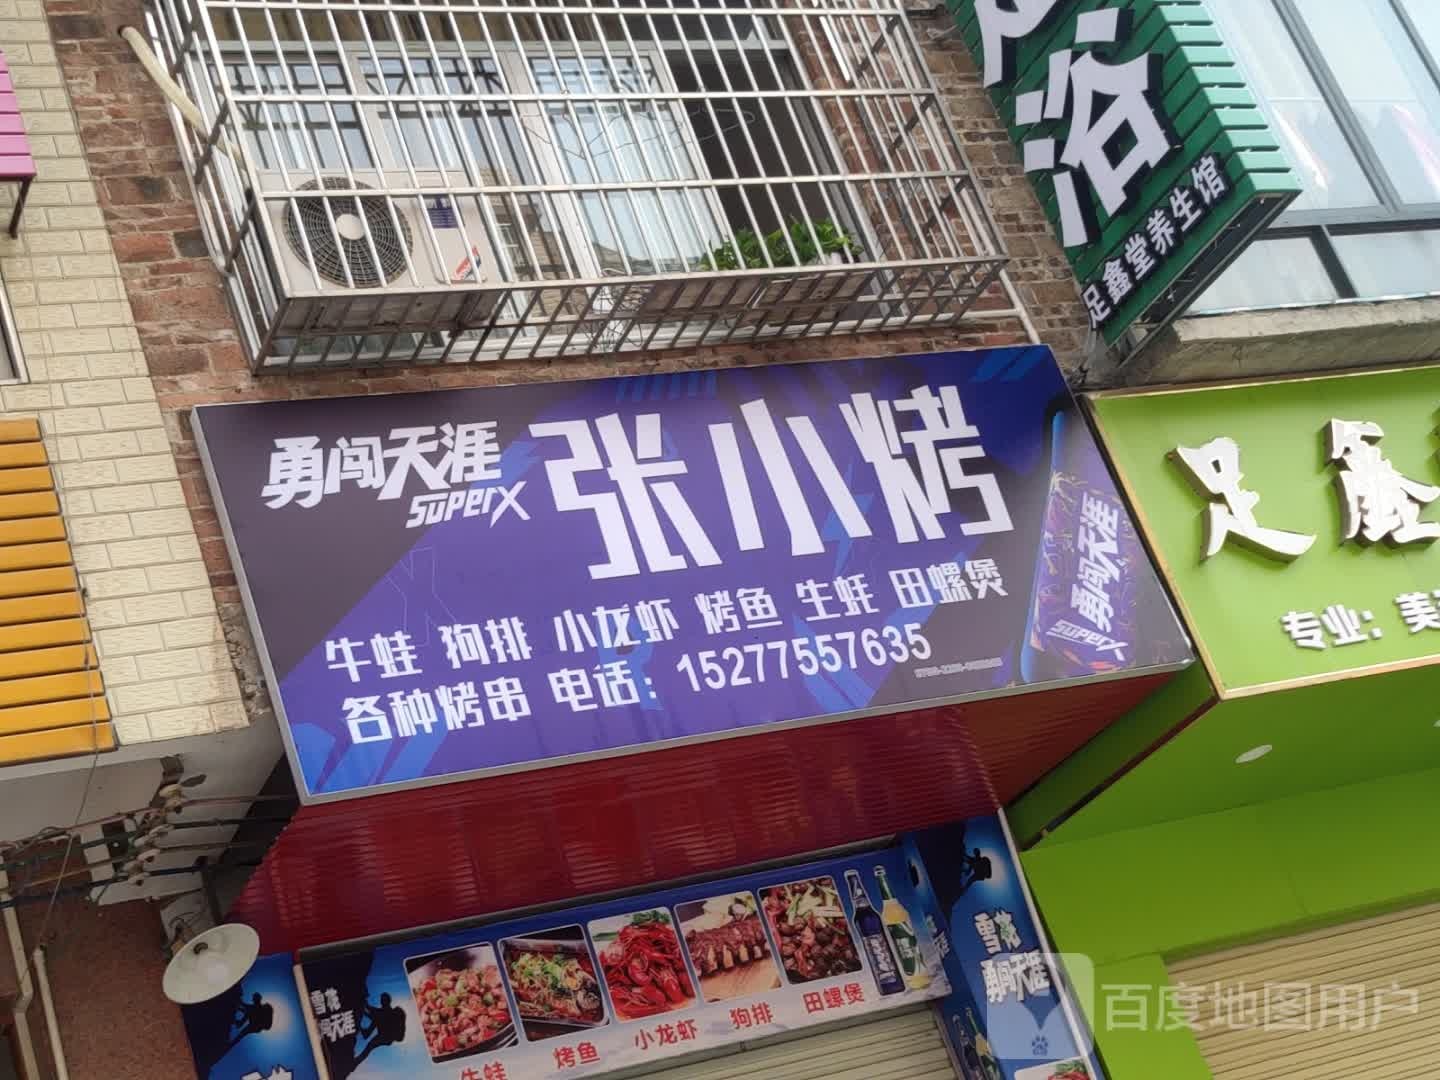 浴
足鑫堂养生馆
勇闯天涯
superX
张小烤
牛蛙 狗排 小龙虾 烤鱼 生蚝 田螺煲
各种烤串 电话：15277557635
勇闯天涯
superX
足鑫
专业：美
雪花
勇闯天涯
牛蛙
烤鱼
小龙虾
狗排
田螺煲
雪花
勇闯天涯
百度地图用户